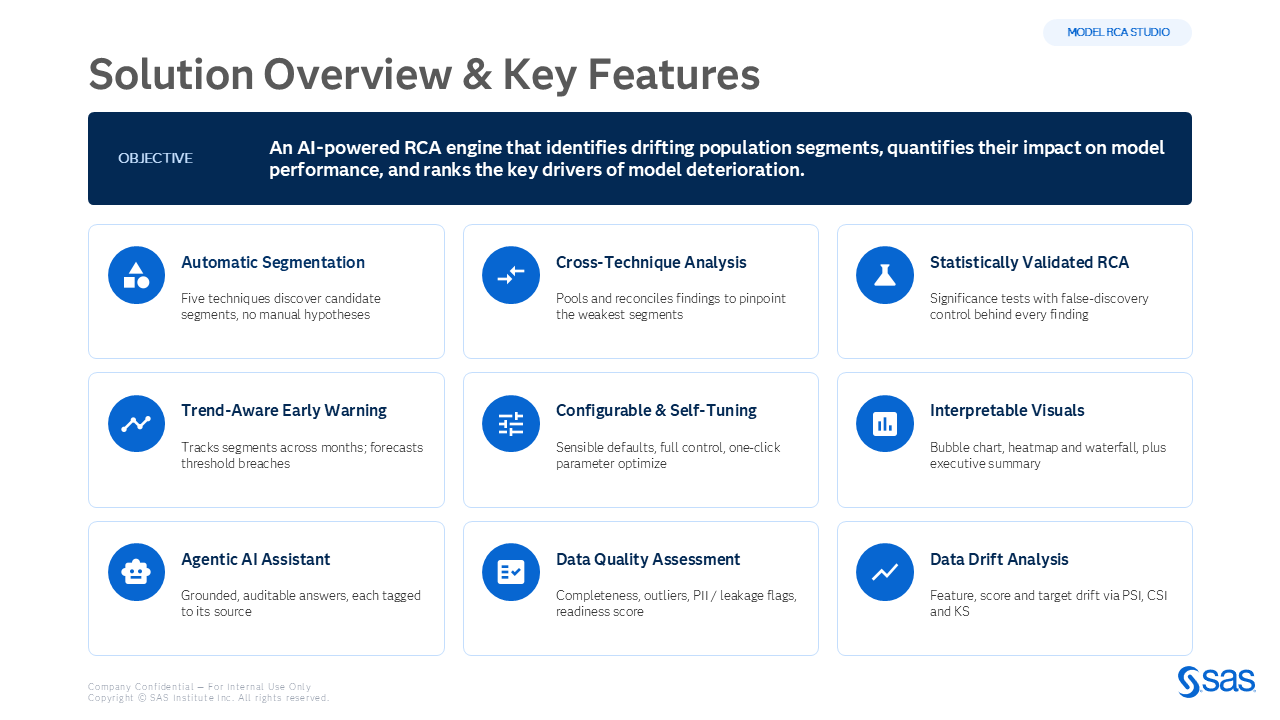 MODEL RCA STUDIO
Solution Overview & Key Features
OBJECTIVE
An AI-powered RCA engine that identifies drifting population segments, quantifies their impact on model
performance, and ranks the key drivers of model deterioration.
Automatic Segmentation
Five techniques discover candidate
segments, no manual hypotheses
Cross-Technique Analysis
Pools and reconciles findings to pinpoint
the weakest segments
Statistically Validated RCA
Significance tests with false-discovery
control behind every finding
Trend-Aware Early Warning
Tracks segments across months; forecasts
threshold breaches
Configurable & Self-Tuning
Sensible defaults, full control, one-click
parameter optimize
Interpretable Visuals
Bubble chart, heatmap and waterfall, plus
executive summary
Agentic AI Assistant
Grounded, auditable answers, each tagged
to its source
Data Quality Assessment
Completeness, outliers, PII / leakage flags,
readiness score
Data Drift Analysis
Feature, score and target drift via PSI, CSI
and KS
Company Confidential – For Internal Use Only
Copyright © SAS Institute Inc. All rights reserved.
sas